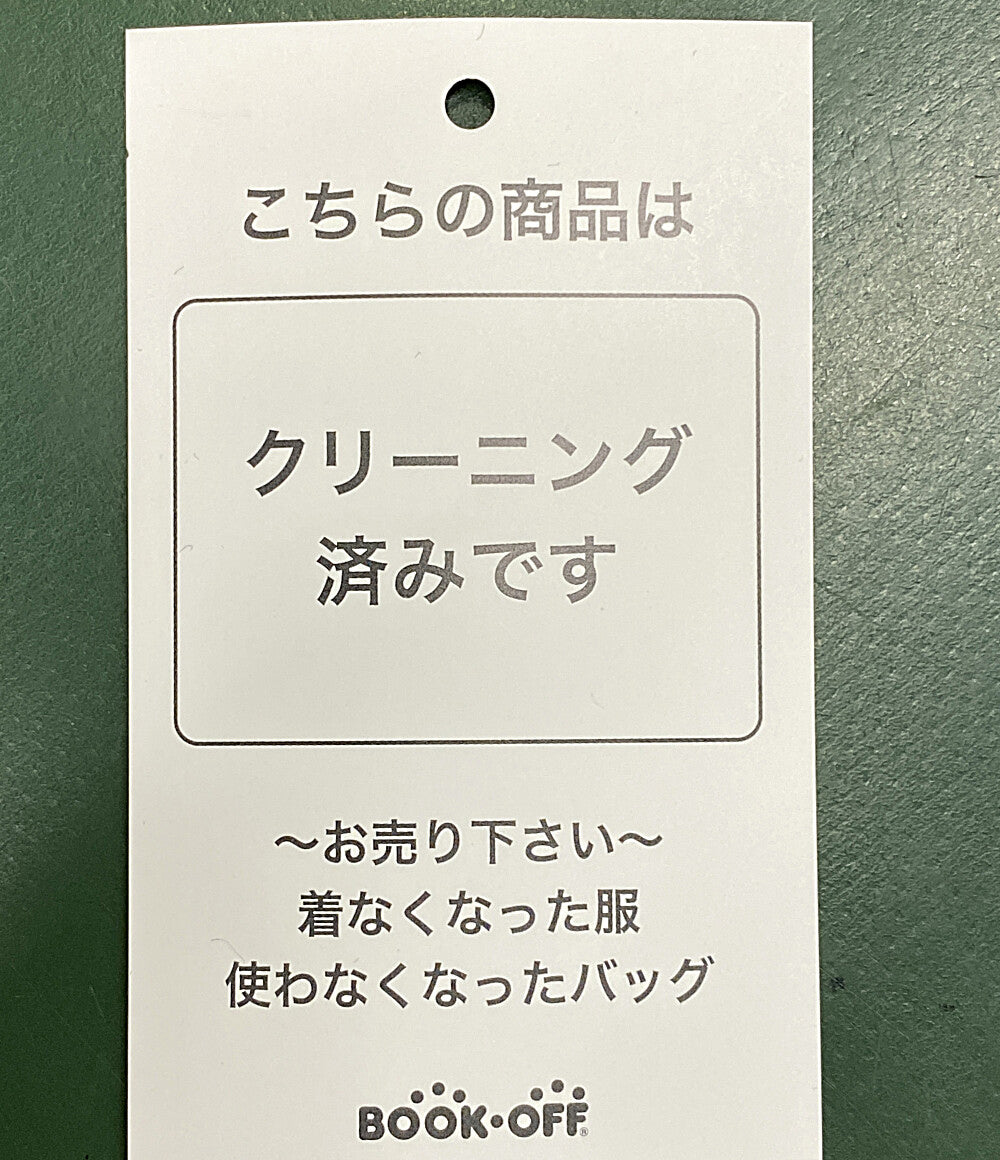 こちらの商品は
クリーニング
済みです
〜お売り下さい〜
着なくなった服
使わなくなったバッグ
BOOK・OFF®